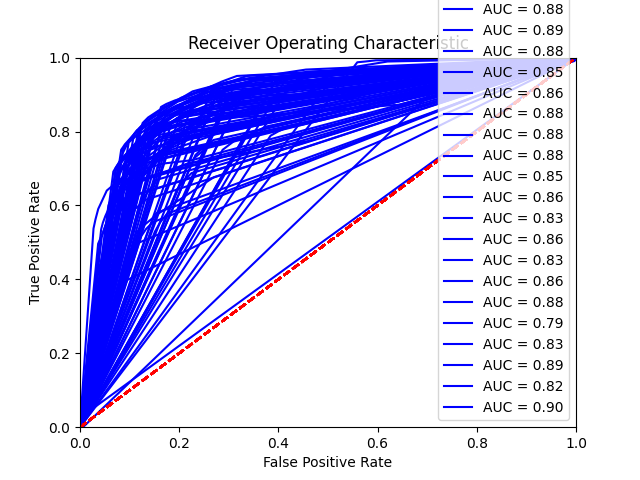 AUC = 0.88
AUC = 0.89
AUC = 0.88
AUC = 0.85
AUC = 0.86
AUC = 0.88
AUC = 0.88
AUC = 0.88
AUC = 0.85
AUC = 0.86
AUC = 0.83
AUC = 0.86
AUC = 0.83
AUC = 0.86
AUC = 0.88
AUC = 0.79
AUC = 0.83
AUC = 0.89
AUC = 0.82
AUC = 0.90
Receiver Operating Characteristic
1.0
0.8
0.6
0.4
0.2
0.0
True Positive Rate
0.0 0.2 0.4 0.6 0.8 1.0
False Positive Rate